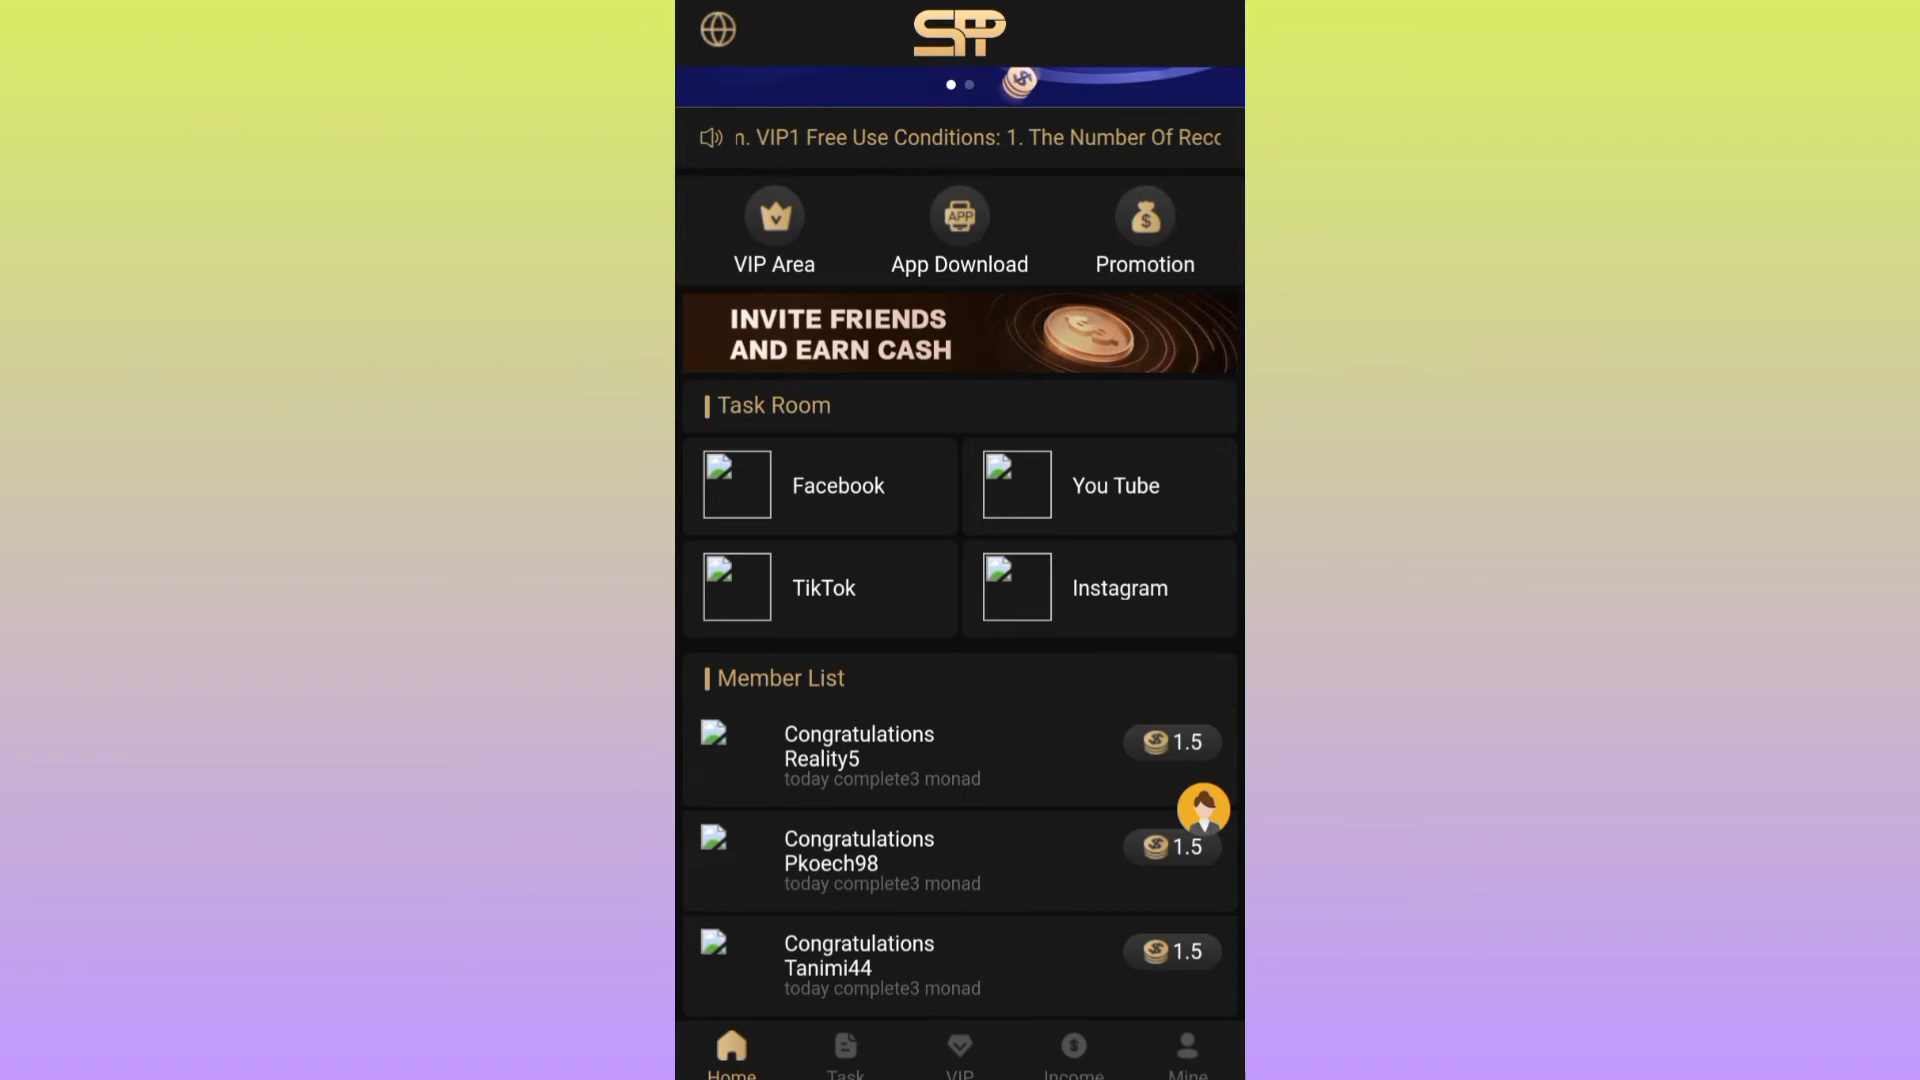 SPP
n. VIP1 Free Use Conditions: 1. The Number Of Reco
VIP Area
App Download
Promotion
INVITE FRIENDS
AND EARN CASH
Task Room
Facebook
You Tube
TikTok
Instagram
Member List
Congratulations
Reality5
today complete3 monad
1.5
Congratulations
Pkoech98
today complete3 monad
1.5
Congratulations
Tanimi44
today complete3 monad
1.5
Home
Task
VIP
Income
Mine